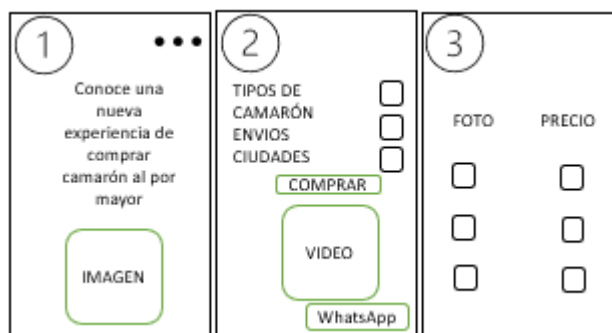 1
Conoce una
nueva
experiencia de
comprar
camarón al por
mayor
IMAGEN
2
TIPOS DE
CAMARÓN
ENVIOS
CIUDADES
COMPRAR
VIDEO
WhatsApp
3
FOTO PRECIO